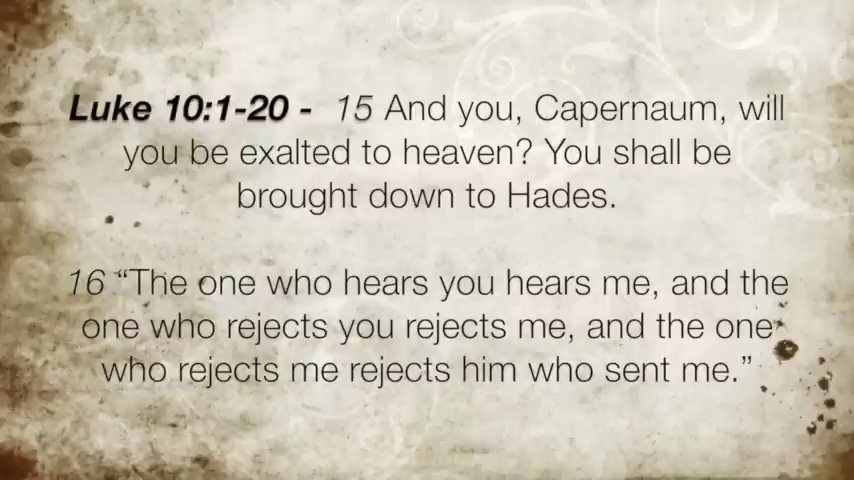 Luke 10:1-20 - 15 And you, Capernaum, will
you be exalted to heaven? You shall be
brought down to Hades.
16 “The one who hears you hears me, and the
one who rejects you rejects me, and the one
who rejects me rejects him who sent me.”